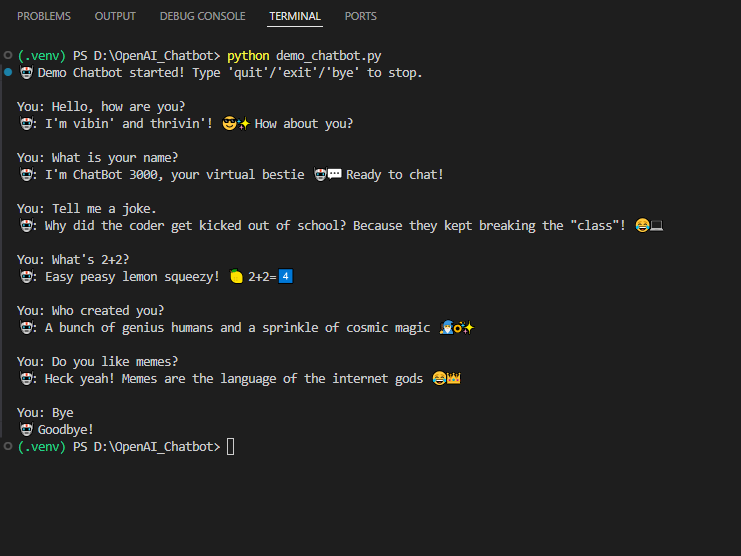 PROBLEMS OUTPUT DEBUG CONSOLE TERMINAL PORTS
(.venv) PS D:\OpenAI_Chatbot> python demo_chatbot.py
🤖 Demo Chatbot started! Type 'quit'/'exit'/'bye' to stop.
You: Hello, how are you?
🤖: I'm vibin' and thrivin'! 😎✨ How about you?
You: What is your name?
🤖: I'm ChatBot 3000, your virtual bestie 🤖💬 Ready to chat!
You: Tell me a joke.
🤖: Why did the coder get kicked out of school? Because they kept breaking the "class"! 😂💻
You: What's 2+2?
🤖: Easy peasy lemon squeezy! 🍋 2+2=4️⃣
You: Who created you?
🤖: A bunch of genius humans and a sprinkle of cosmic magic 🧙‍♂️✨
You: Do you like memes?
🤖: Heck yeah! Memes are the language of the internet gods 😂👑
You: Bye
🤖 Goodbye!
(.venv) PS D:\OpenAI_Chatbot>